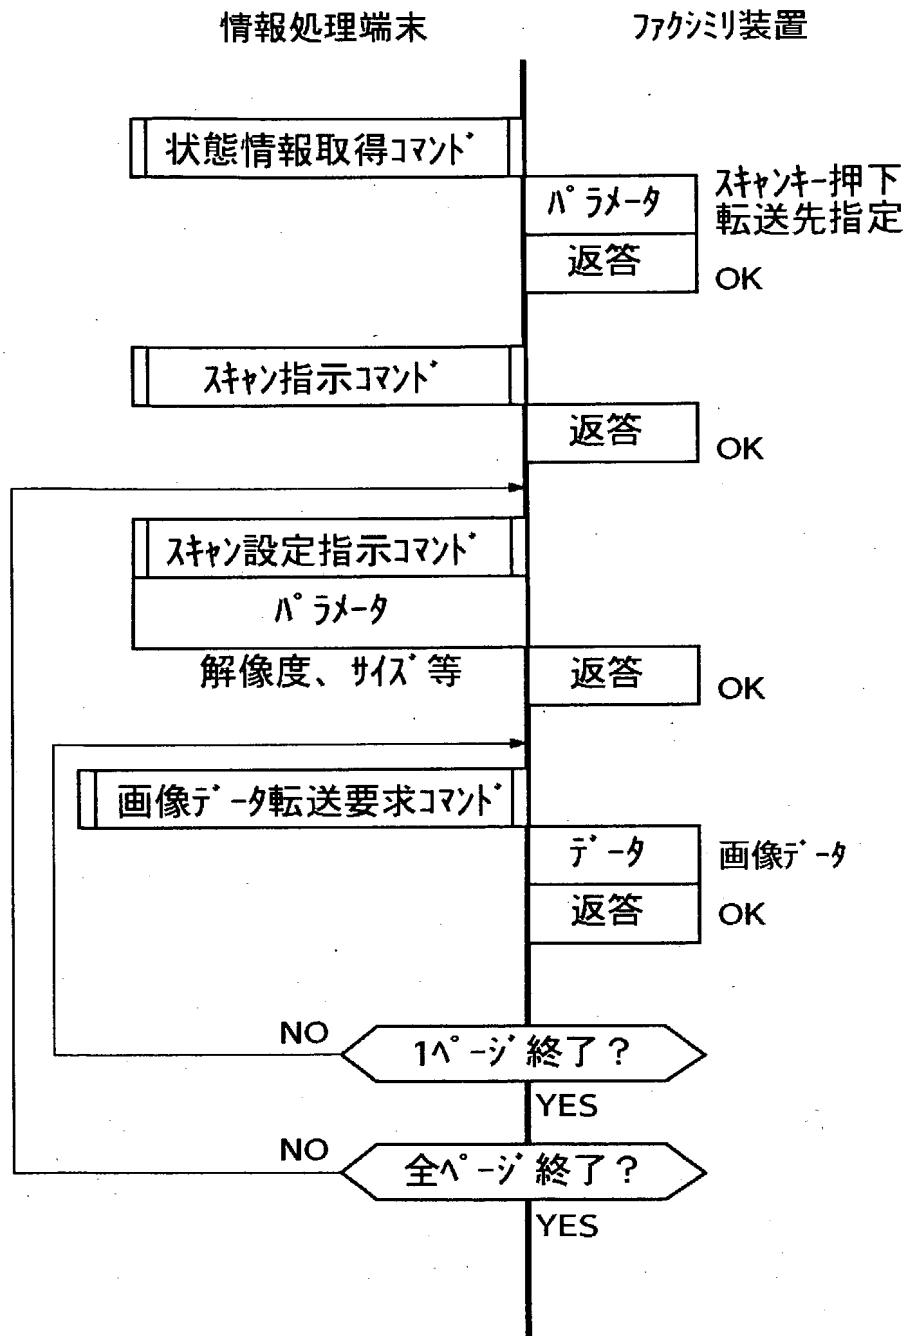 情報処理端末 ファクシミリ装置
状態情報取得コマンド
パラメータ
スキャンキー押下
転送先指定
返答
OK
スキャン指示コマンド
返答
OK
スキャン設定指示コマンド
パラメータ
解像度、サイズ等
返答
OK
画像データ転送要求コマンド
データ
画像データ
返答
OK
NO
1ページ終了?
YES
NO
全ページ終了?
YES